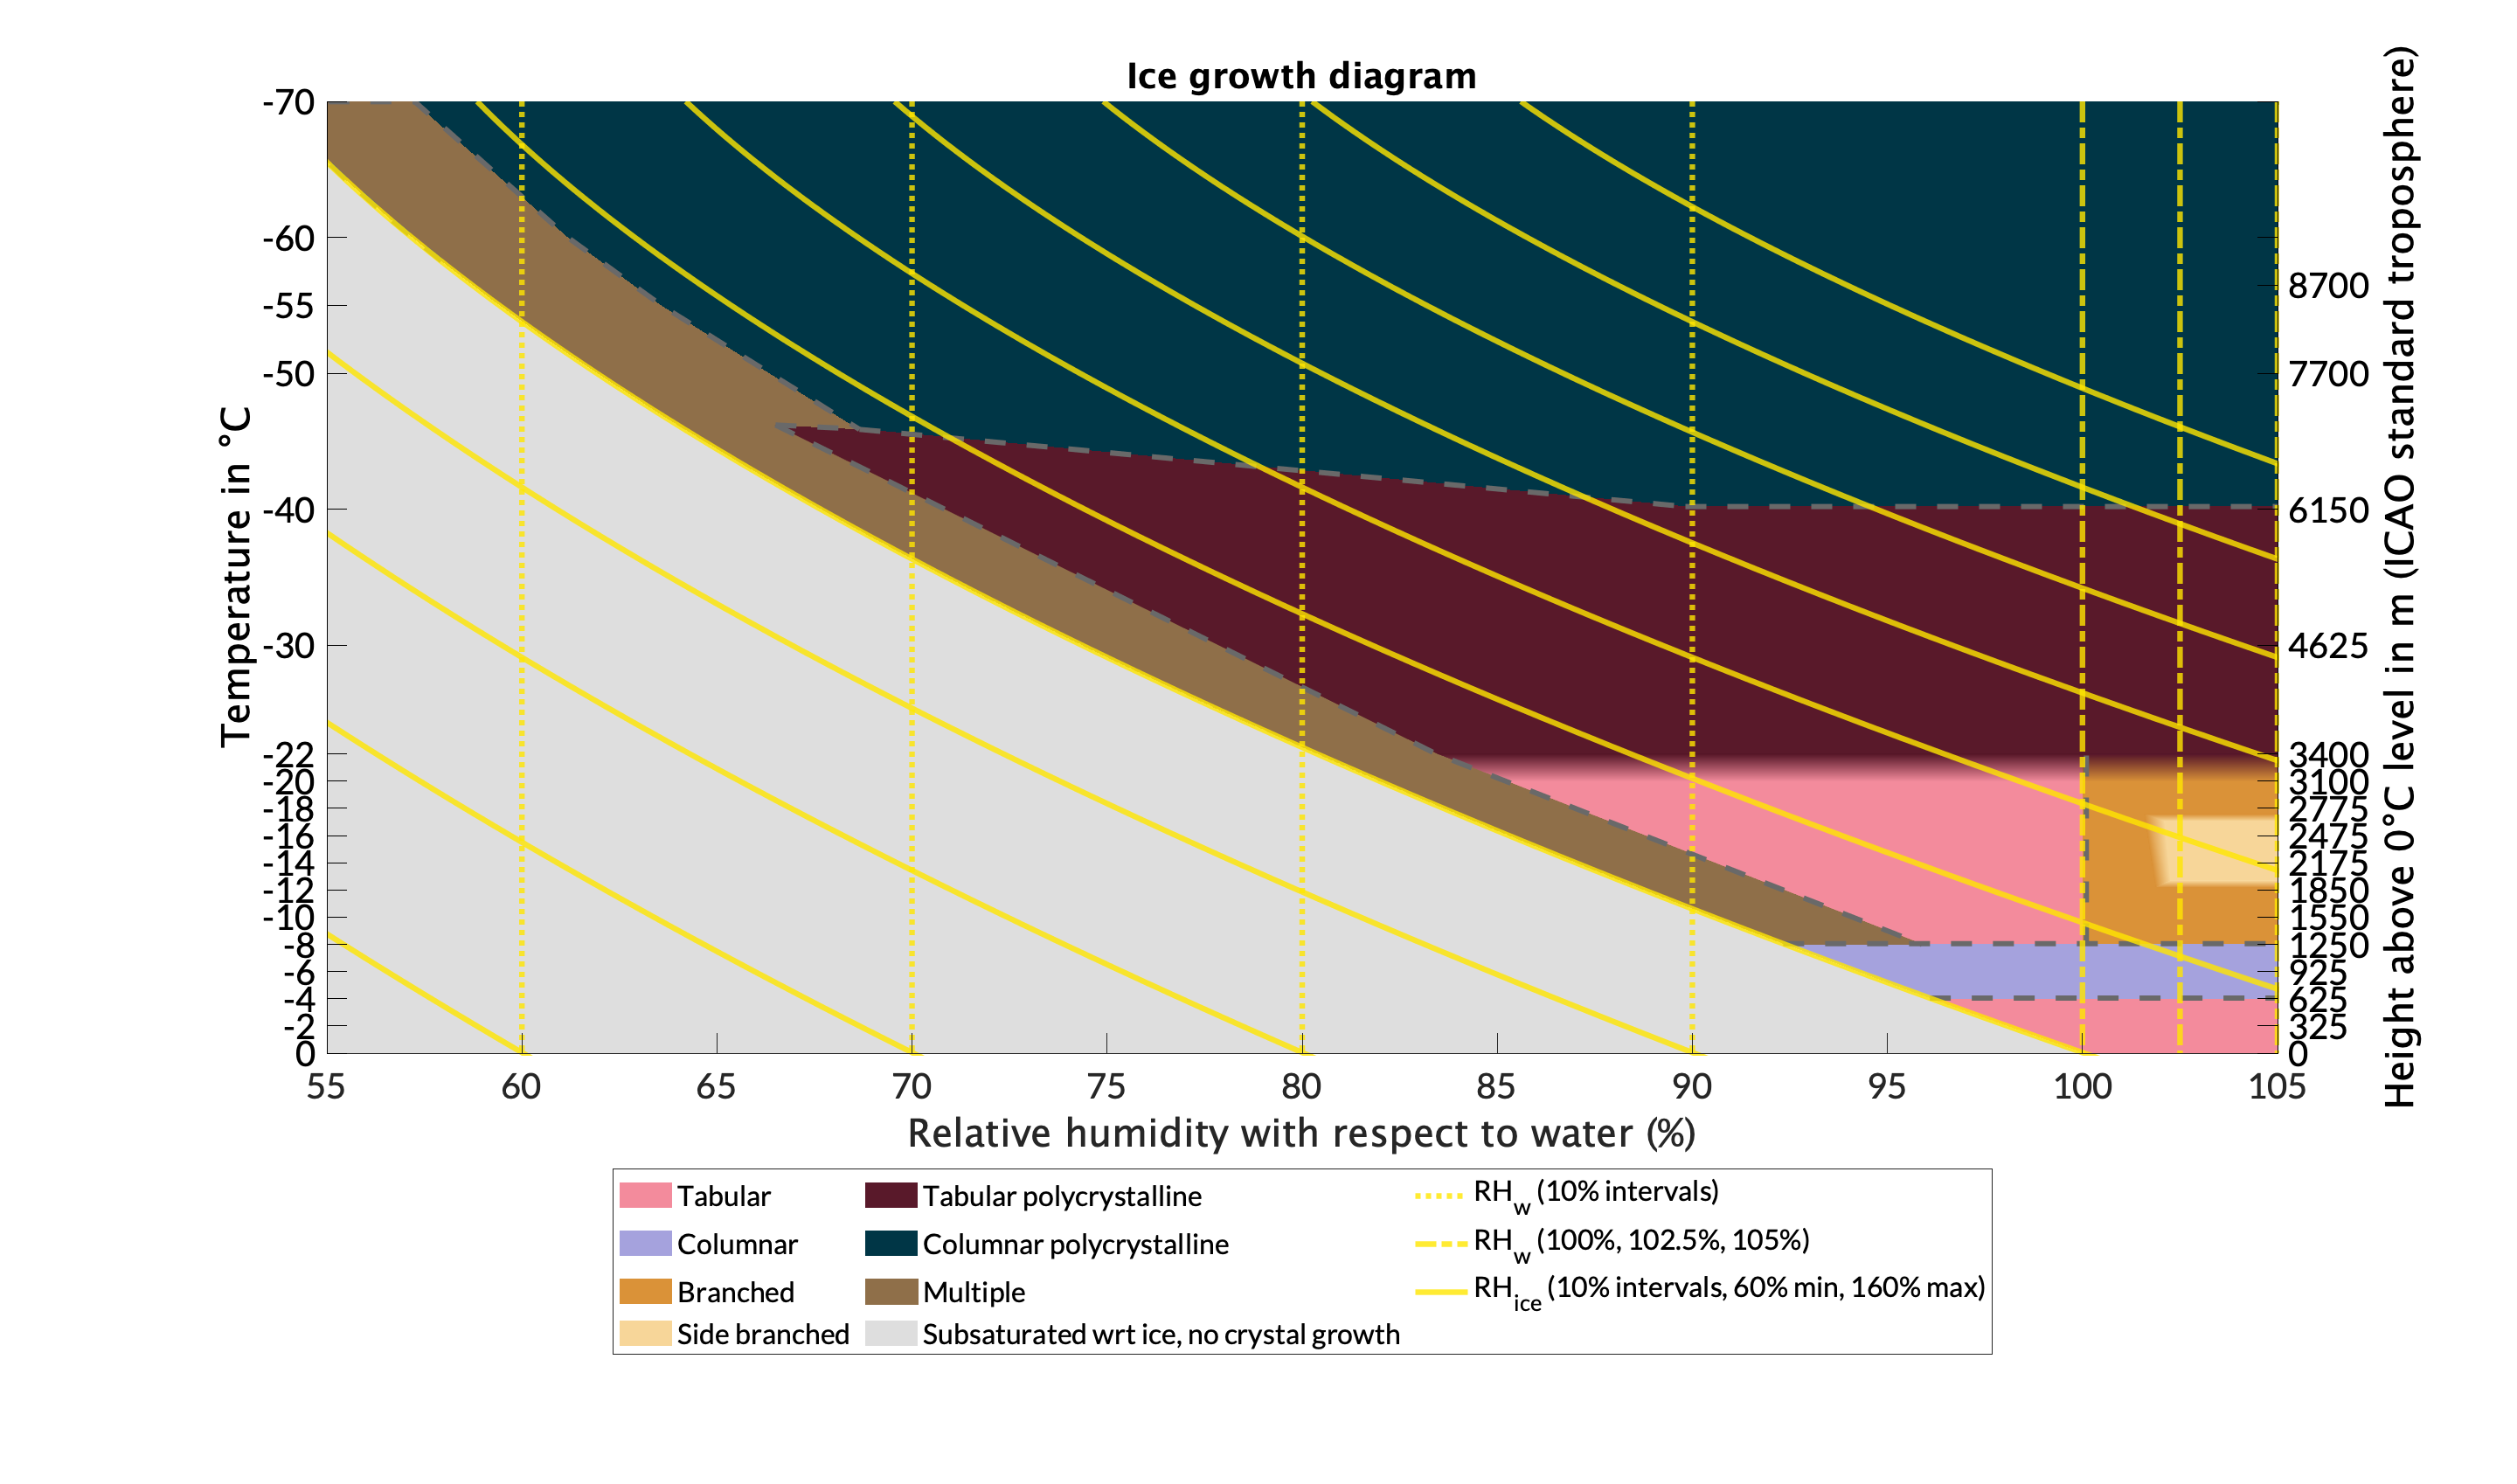 Ice growth diagram
Temperature in °C
-70
-60
-55
-50
-40
-30
-22
-20
-18
-16
-14
-12
-10
-8
-6
-4
-2
0
Height above 0°C level in m (ICAO standard troposphere)
8700
7700
6150
4625
3400
3100
2775
2475
2175
1850
1550
1250
925
625
325
0
55 60 65 70 75 80 85 90 95 100 105
Relative humidity with respect to water (%)
Tabular
Columnar
Branched
Side branched
Tabular polycrystalline
Columnar polycrystalline
Multiple
Subsaturated wrt ice, no crystal growth
RHw (10% intervals)
RHw (100%, 102.5%, 105%)
RHice (10% intervals, 60% min, 160% max)